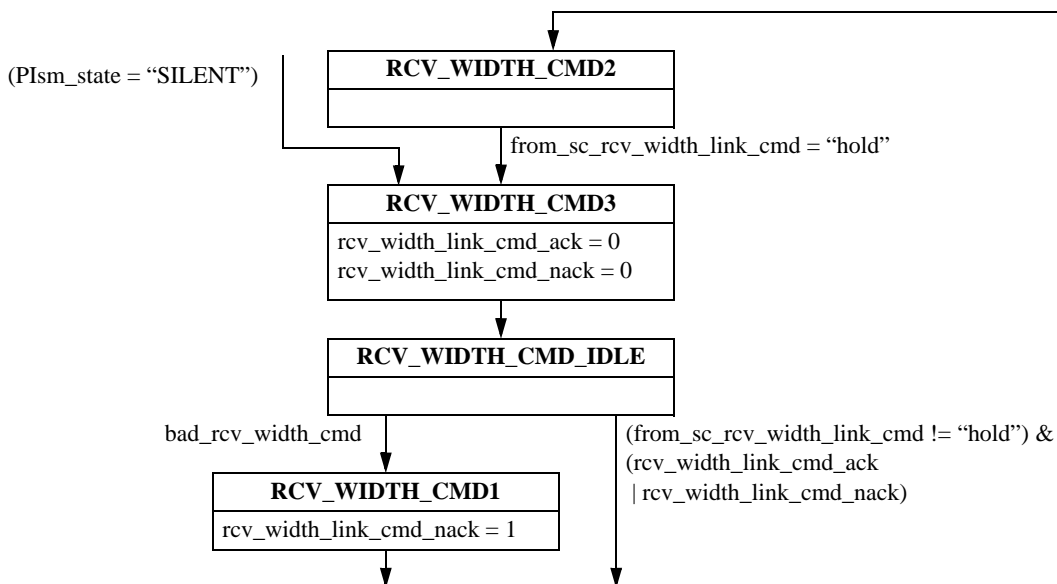 RCV_WIDTH_CMD2
(PIsm_state = “SILENT”)
from_sc_rcv_width_link_cmd = “hold”
RCV_WIDTH_CMD3
rcv_width_link_cmd_ack = 0
rcv_width_link_cmd_nack = 0
RCV_WIDTH_CMD_IDLE
bad_rcv_width_cmd
(from_sc_rcv_width_link_cmd != “hold”) &
(rcv_width_link_cmd_ack
| rcv_width_link_cmd_nack)
RCV_WIDTH_CMD1
rcv_width_link_cmd_nack = 1